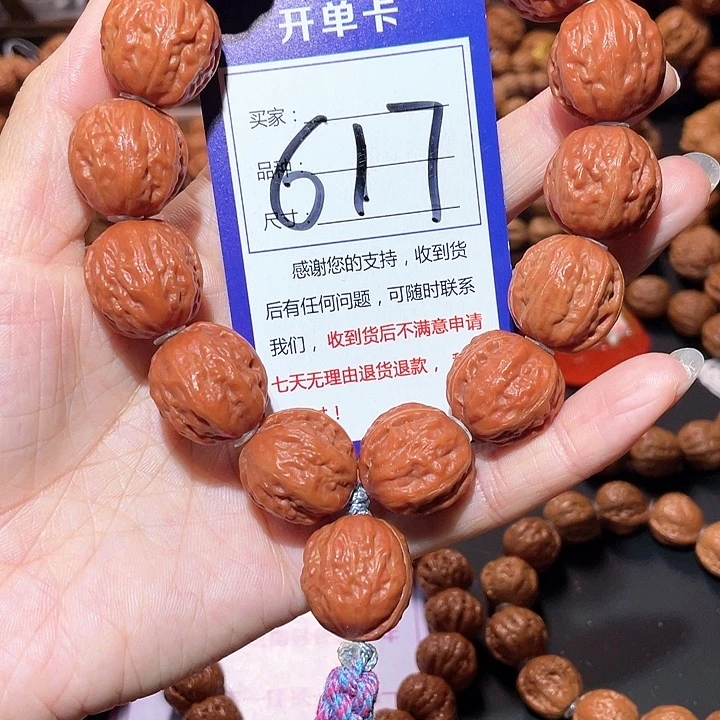 开单卡
买家：
品种：
尺寸：
617
感谢您的支持，收到货
后有任何问题，可随时联系
我们，收到货后不满意申请
七天无理由退货退款，
！